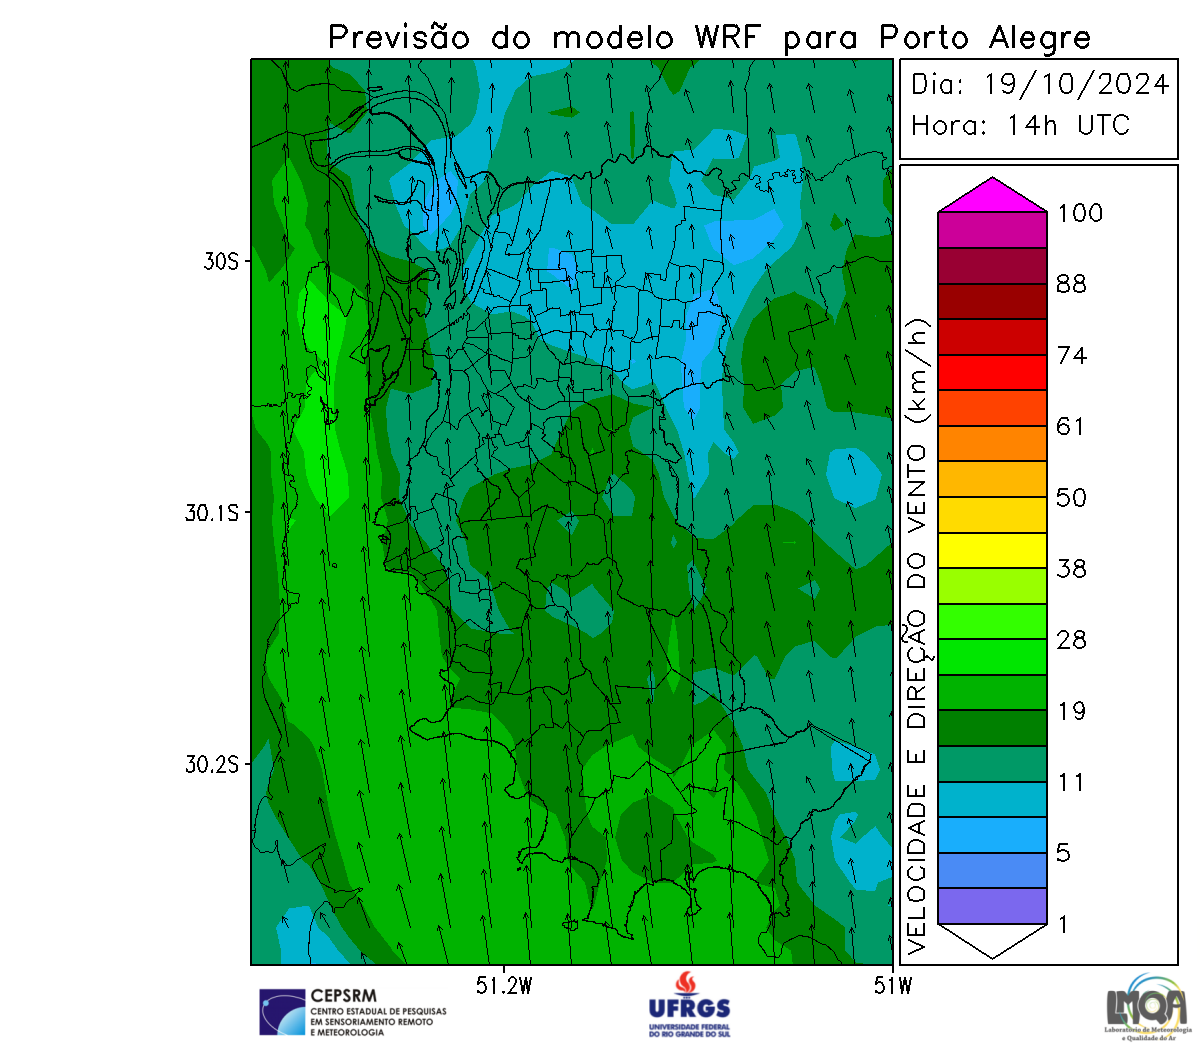 Previsão do modelo WRF para Porto Alegre
Dia: 19/10/2024
Hora: 14h UTC
100
88
74
61
50
38
28
19
11
5
1
VELOCIDADE E DIREÇÃO DO VENTO (km/h)
30S
30.1S
30.2S
51.2W
51W
CEPSRM
CENTRO ESTADUAL DE PESQUISAS
EM SENSORIAMENTO REMOTO
E METEOROLOGIA
UFRGS
UNIVERSIDADE FEDERAL
DO RIO GRANDE DO SUL
LMQA
Laboratório de Meteorologia
e Qualidade do Ar